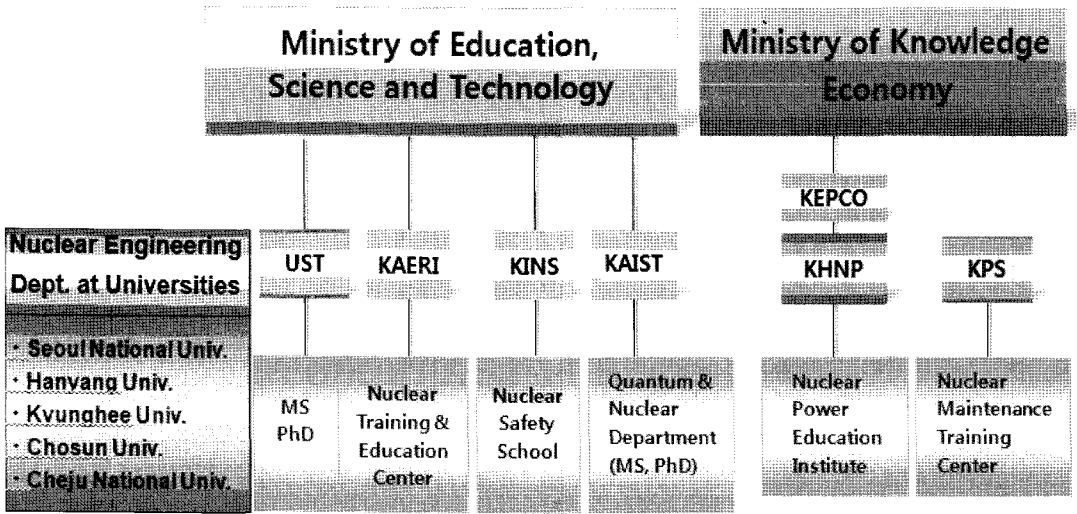 Ministry of Education,
Science and Technology
Ministry of Knowledge
Economy
KEPCO
Nuclear Engineering
Dept. at Universities
· Seoul National Univ.
· Hanyang Univ.
· Kyunghee Univ.
· Chosun Univ.
· Cheju National Univ.
UST
KAERI
KINS
KAIST
KHNP
KPS
MS
PhD
Nuclear
Training &
Education
Center
Nuclear
Safety
School
Quantum &
Nuclear
Department
(MS, PhD)
Nuclear
Power
Education
Institute
Nuclear
Maintenance
Training
Center